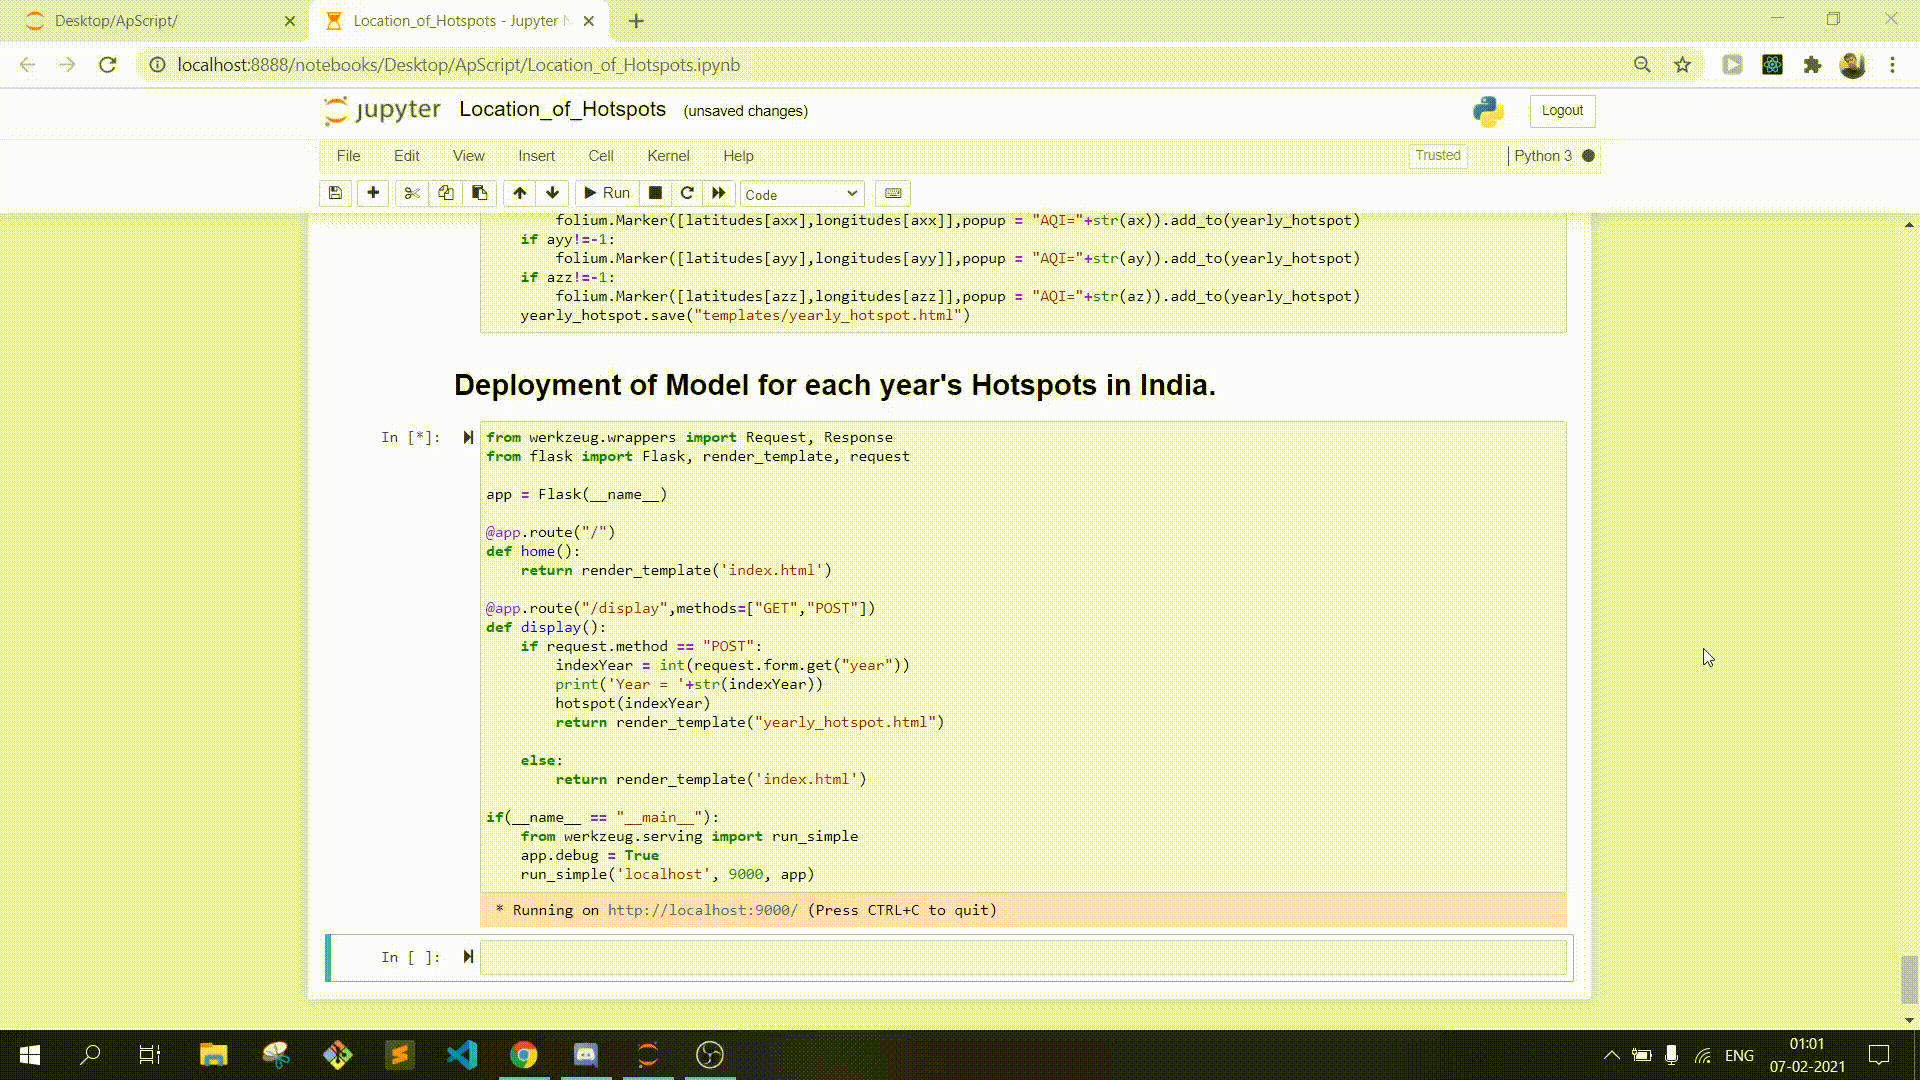 Desktop/ApScript/
Location_of_Hotspots - Jupyter N
localhost:8888/notebooks/Desktop/ApScript/Location_of_Hotspots.ipynb
jupyter Location_of_Hotspots (unsaved changes)
Logout
File Edit View Insert Cell Kernel Help
Trusted
Python 3
Run
Code
folium.Marker([latitudes[axx],longitudes[axx]],popup = "AQI="+str(ax)).add_to(yearly_hotspot)
if ayy!=-1:
folium.Marker([latitudes[ayy],longitudes[ayy]],popup = "AQI="+str(ay)).add_to(yearly_hotspot)
if azz!=-1:
folium.Marker([latitudes[azz],longitudes[azz]],popup = "AQI="+str(az)).add_to(yearly_hotspot)
yearly_hotspot.save("templates/yearly_hotspot.html")
Deployment of Model for each year's Hotspots in India.
In [*]:
from werkzeug.wrappers import Request, Response
from flask import Flask, render_template, request
app = Flask(__name__)
@app.route("/")
def home():
return render_template('index.html')
@app.route("/display",methods=["GET","POST"])
def display():
if request.method == "POST":
indexYear = int(request.form.get("year"))
print('Year = '+str(indexYear))
hotspot(indexYear)
return render_template("yearly_hotspot.html")
else:
return render_template('index.html')
if(__name__ == "__main__"):
from werkzeug.serving import run_simple
app.debug = True
run_simple('localhost', 9000, app)
* Running on http://localhost:9000/ (Press CTRL+C to quit)
In [ ]:
ENG
01:01
07-02-2021